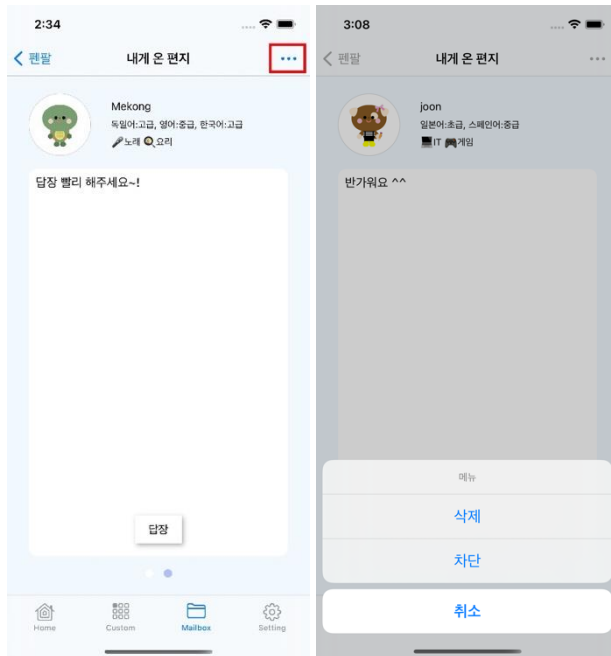 2:34
펜팔
내게 온 편지
Mekong
독일어:고급, 영어:중급, 한국어:고급
🎤노래 🍳요리
답장 빨리 해주세요~!
답장
Home
Custom
Mailbox
Setting
3:08
펜팔
내게 온 편지
joon
일본어:초급, 스페인어:중급
💻IT 🎮게임
반가워요 ^^
메뉴
삭제
차단
취소